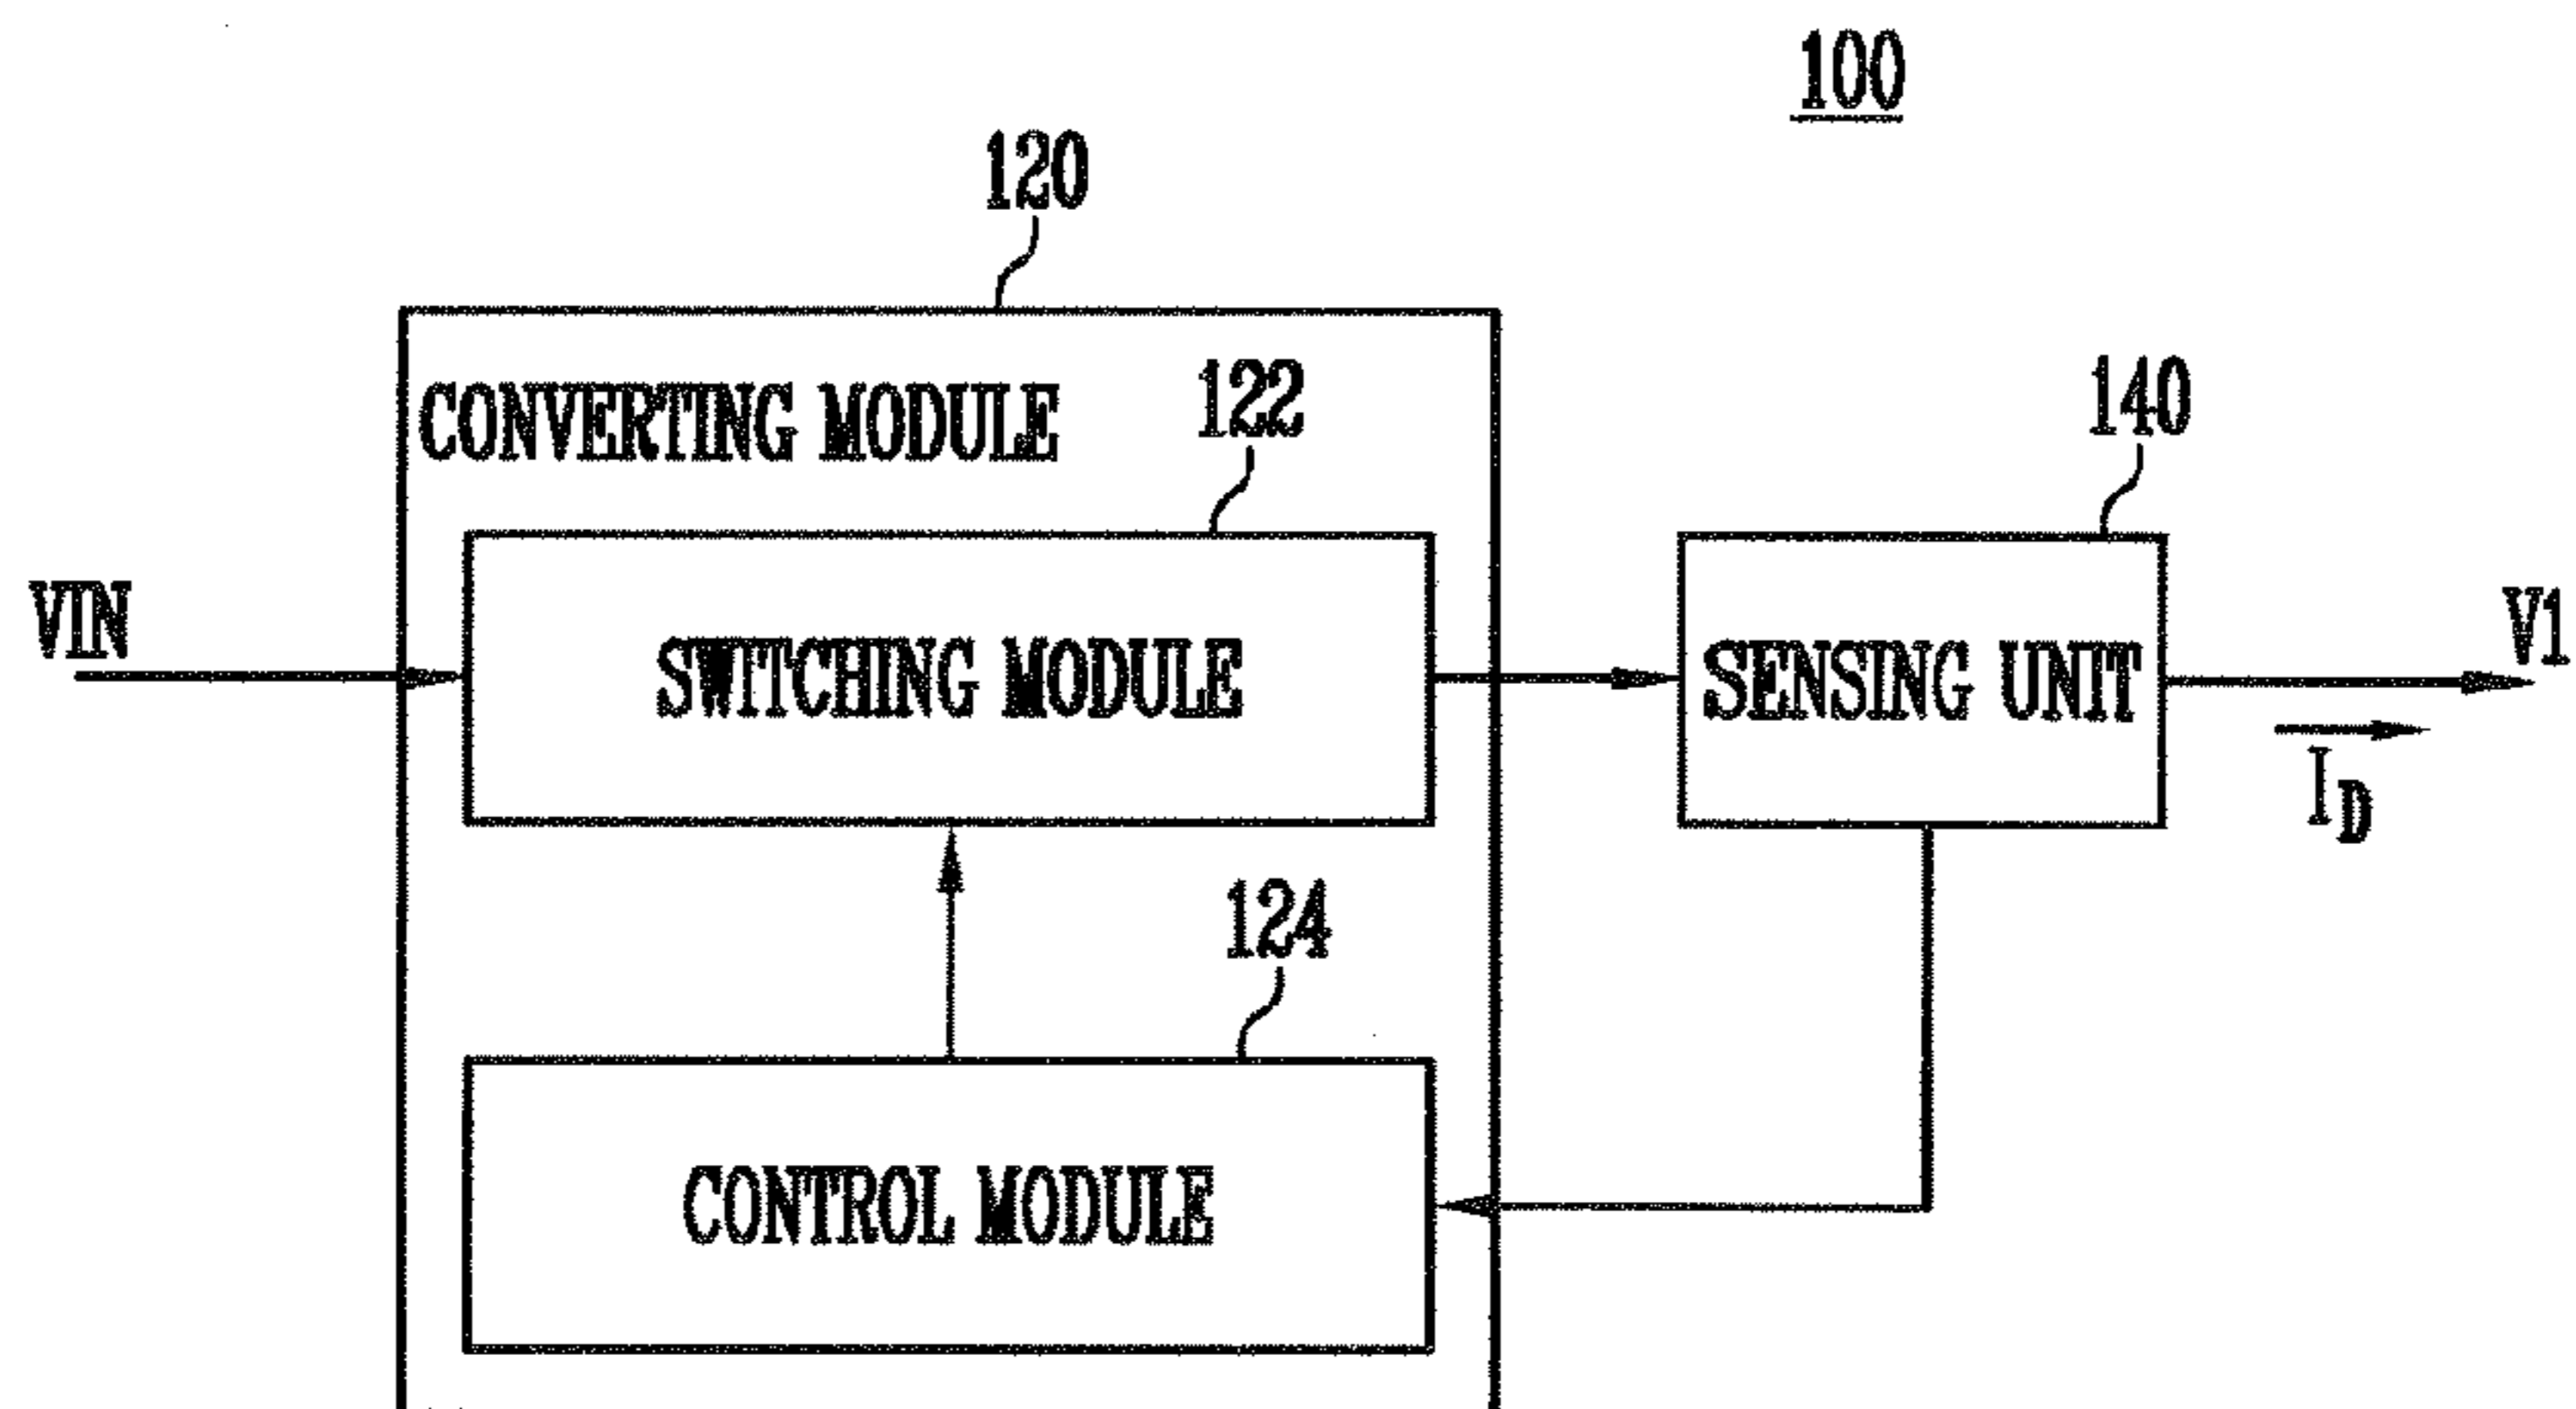 100
120
CONVERTING MODULE
122
140
VIN
SWITCHING MODULE
SENSING UNIT
V1
ID
124
CONTROL MODULE